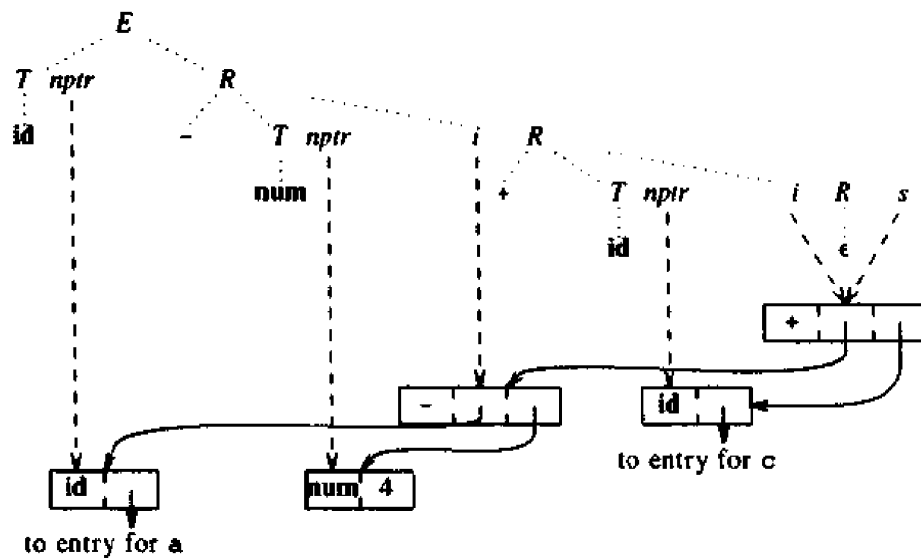 E
T nptr R
id - T nptr i R
num + T nptr i R s
id ϵ
+
- id
to entry for c
id num 4
to entry for a